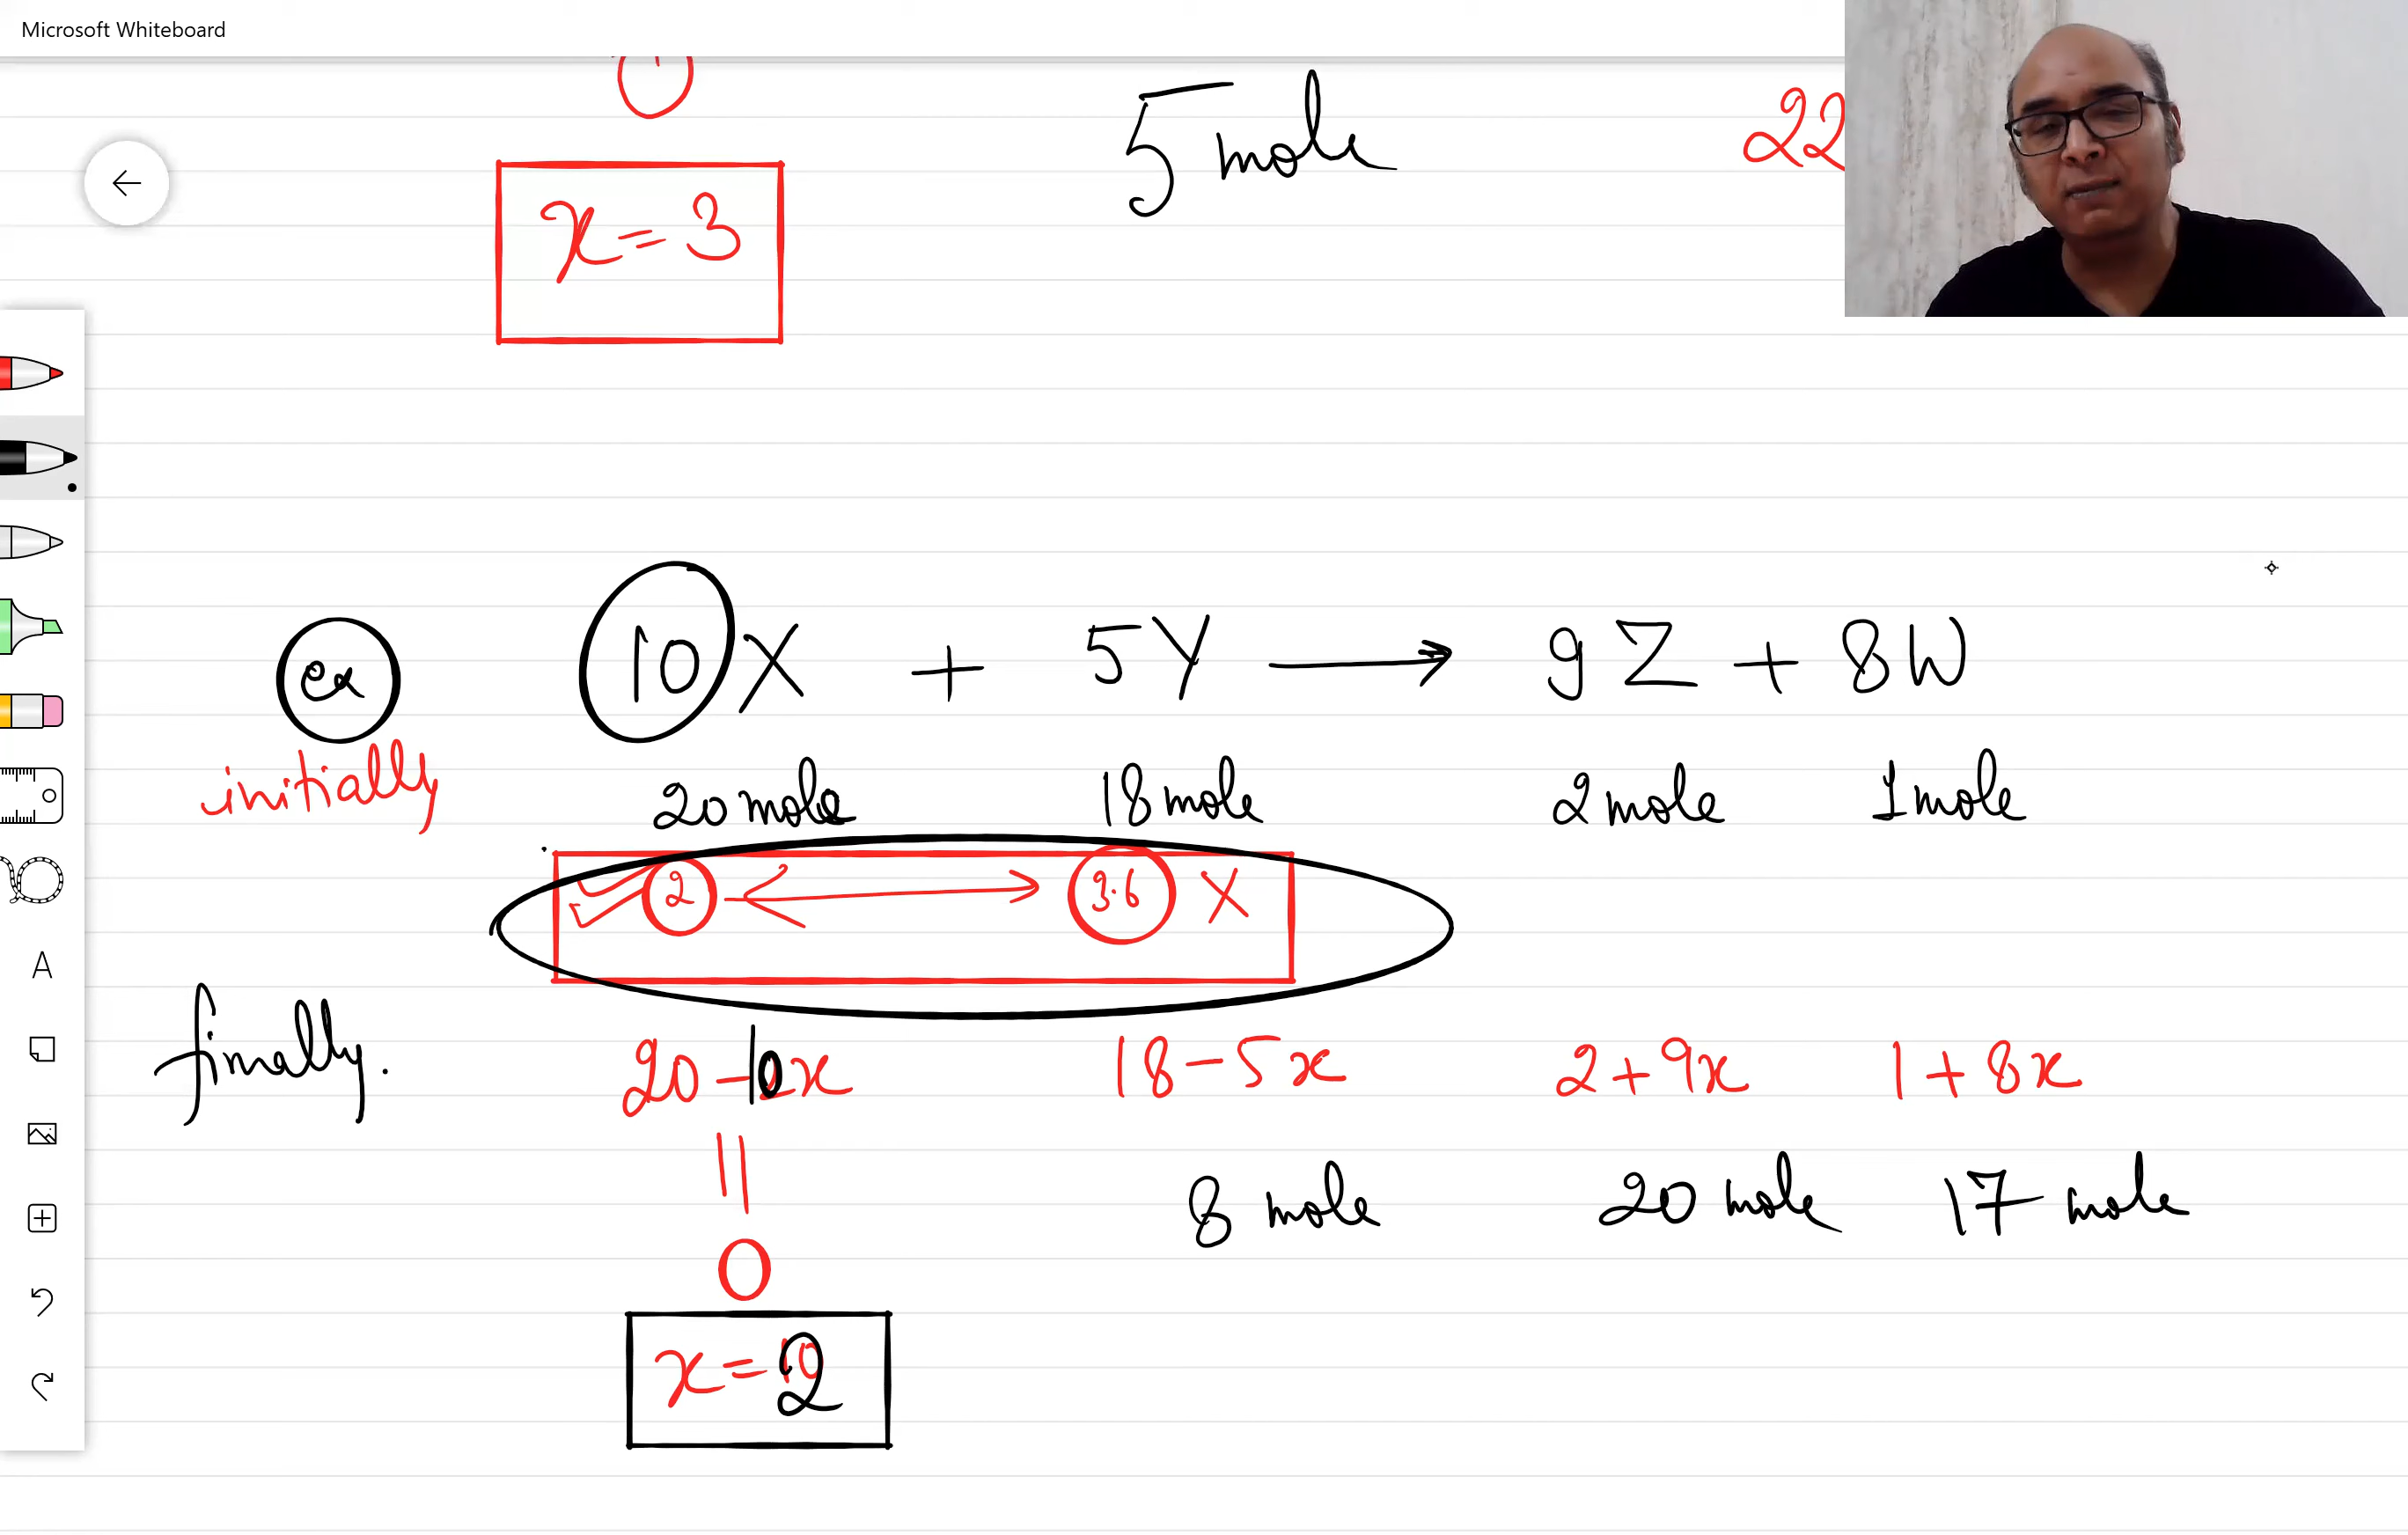 Microsoft Whiteboard
5 mole 22
x = 3
ex 10 X + 5Y ⟶ 9 Z + 8 W
initially 20 mole 18 mole 2 mole 1 mole
2 ⟷ 3.6 X
finally. 20 - 10x 18 - 5x 2 + 9x 1 + 8x
|| 8 mole 20 mole 17 mole
0
x = 2
A